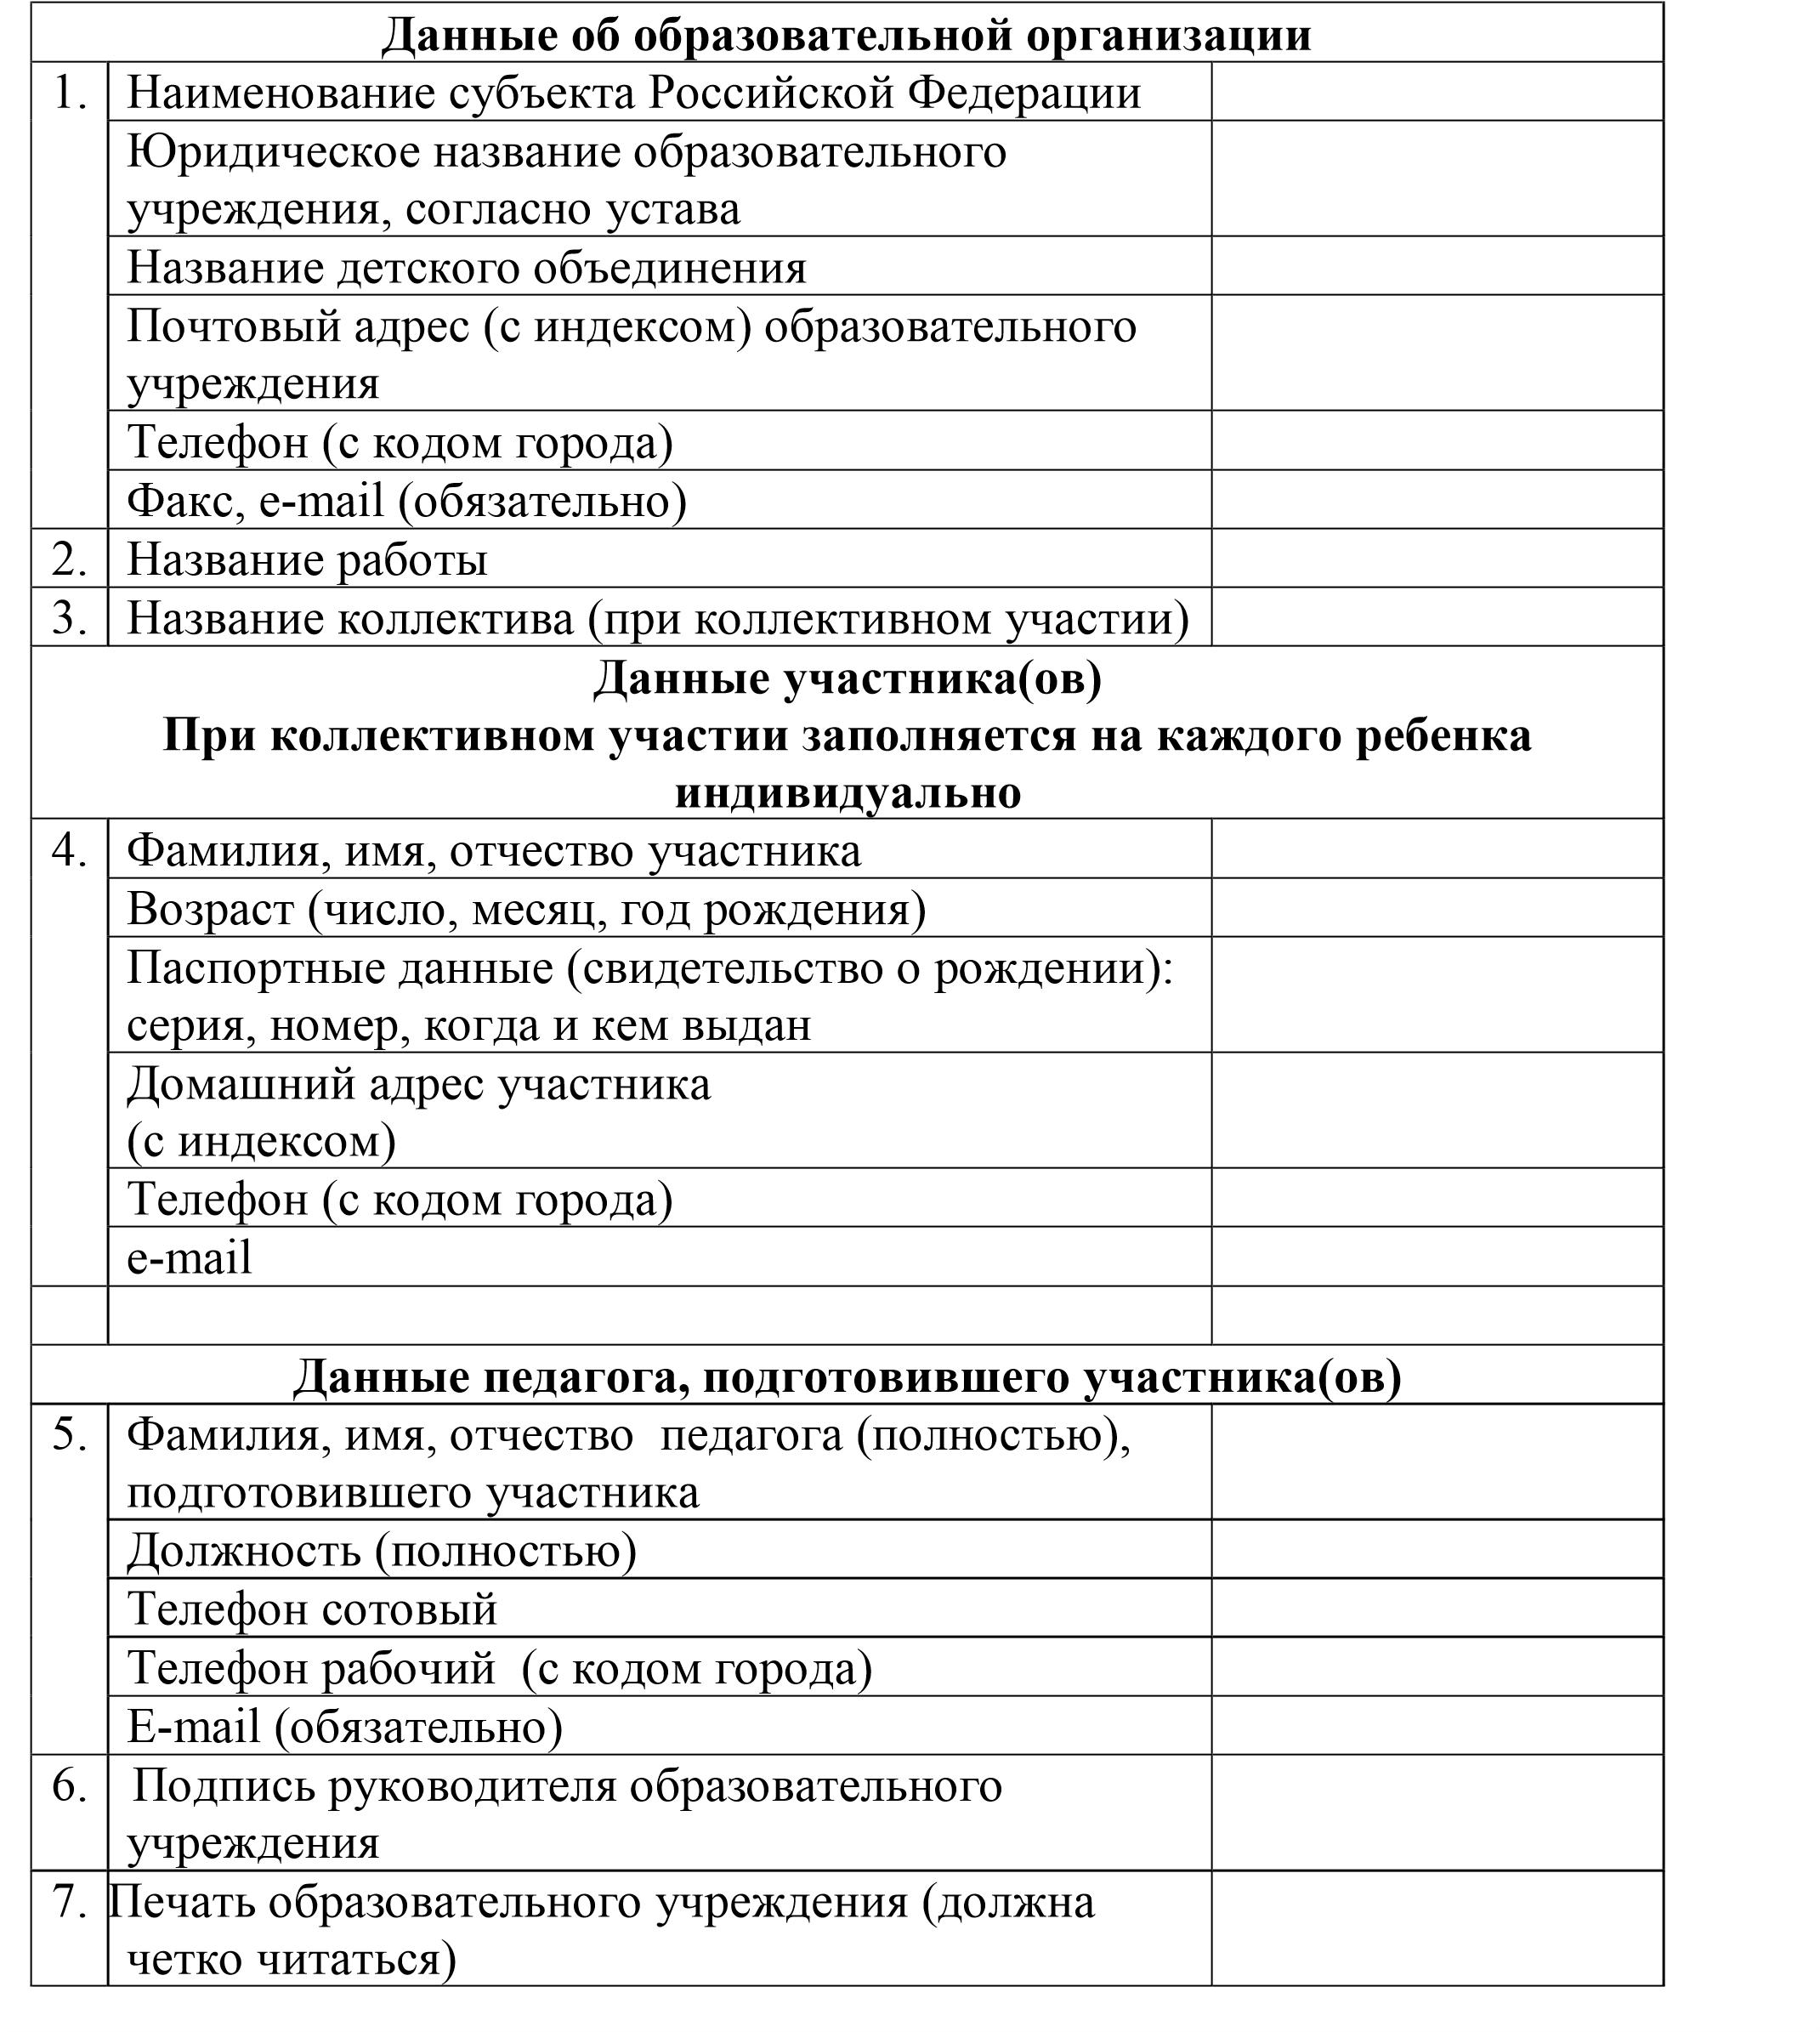 Данные об образовательной организации
1. Наименование субъекта Российской Федерации
Юридическое название образовательного
учреждения, согласно устава
Название детского объединения
Почтовый адрес (с индексом) образовательного
учреждения
Телефон (с кодом города)
Факс, e-mail (обязательно)
2. Название работы
3. Название коллектива (при коллективном участии)
Данные участника(ов)
При коллективном участии заполняется на каждого ребенка
индивидуально
4. Фамилия, имя, отчество участника
Возраст (число, месяц, год рождения)
Паспортные данные (свидетельство о рождении):
серия, номер, когда и кем выдан
Домашний адрес участника
(с индексом)
Телефон (с кодом города)
e-mail
Данные педагога, подготовившего участника(ов)
5. Фамилия, имя, отчество  педагога (полностью),
подготовившего участника
Должность (полностью)
Телефон сотовый
Телефон рабочий  (с кодом города)
E-mail (обязательно)
6. Подпись руководителя образовательного
учреждения
7. Печать образовательного учреждения (должна
четко читаться)